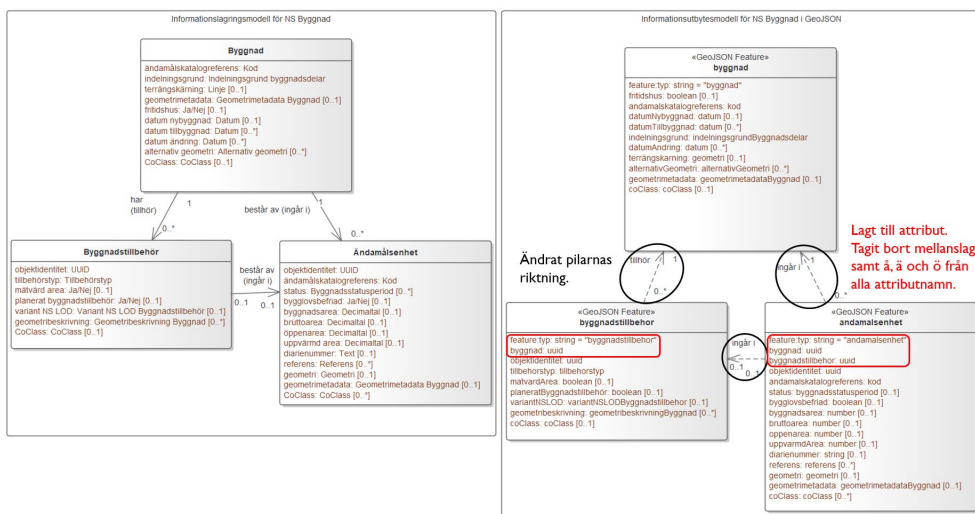 Informationslagringsmodell för NS Byggnad
Byggnad
ändamålskatalogreferens: Kod
indelningsgrund: Indelningsgrund byggnadsdelar
terrängskärning: Linje [0..1]
geometrimetadata: Geometrimetadata Byggnad [0..1]
fritidshus: Ja/Nej [0..1]
datum nybyggnad: Datum [0..1]
datum tillbyggnad: Datum [0..*]
datum ändring: Datum [0..*]
alternativ geometri: Alternativ geometri [0..*]
CoClass: CoClass [0..1]
har
(tillhör)
1
0..*
består av (ingår i)
1
0..*
Byggnadstillbehör
objektidentitet: UUID
tillbehörstyp: Tillbehörstyp
mätvärd area: Ja/Nej [0..1]
planerat byggnadstillbehör: Ja/Nej [0..1]
variant NS LOD: Variant NS LOD Byggnadstillbehör [0..1]
geometribeskrivning: Geometribeskrivning Byggnad [0..*]
CoClass: CoClass [0..1]
består av
(ingår i)
0..1
0..1
Ändamålsenhet
objektidentitet: UUID
ändamålskatalogreferens: Kod
status: Byggnadsstatusperiod [0..*]
bygglovsbefriad: Ja/Nej [0..1]
byggnadsarea: Decimaltal [0..1]
bruttoarea: Decimaltal [0..1]
öppenarea: Decimaltal [0..1]
uppvärmd area: Decimaltal [0..1]
diarienummer: Text [0..1]
referens: Referens [0..*]
geometri: Geometri [0..1]
geometrimetadata: Geometrimetadata Byggnad [0..1]
CoClass: CoClass [0..*]
Informationsutbytesmodell för NS Byggnad i GeoJSON
«GeoJSON Feature»
byggnad
feature:typ: string = "byggnad"
fritidshus: boolean [0..1]
andamalskatalogreferens: kod
datumNybyggnad: datum [0..1]
datumTillbyggnad: datum [0..*]
indelningsgrund: indelningsgrundByggnadsdelar
datumAndring: datum [0..*]
terrängskarning: geometri [0..1]
alternativGeometri: alternativGeometri [0..*]
geometrimetadata: geometrimetadataByggnad [0..1]
coClass: coClass [0..1]
Ändrat pilarnas
riktning.
tillhör
1
0..*
ingår i
1
0..*
Lagt till attribut.
Tagit bort mellanslag
samt å, ä och ö från
alla attributnamn.
«GeoJSON Feature»
byggnadstillbehor
feature:typ: string = "byggnadstillbehor"
byggnad: uuid
objektidentitet: uuid
tillbehorstyp: tillbehorstyp
matvardArea: boolean [0..1]
planeratByggnadstillbehör: boolean [0..1]
variantNSLOD: variantNSLODByggnadstillbehor [0..1]
geometribeskrivning: geometribeskrivningByggnad [0..*]
coClass: coClass [0..1]
ingår i
0..1
0..1
«GeoJSON Feature»
andamalsenhet
feature:typ: string = "andamalsenhet"
byggnad: uuid
byggnadstillbehor: uuid
objektidentitet: uuid
andamalskatalogreferens: kod
status: byggnadsstatusperiod [0..*]
bygglovsbefriad: boolean [0..1]
byggnadsarea: number [0..1]
bruttoarea: number [0..1]
oppenarea: number [0..1]
uppvarmdArea: number [0..1]
diarienummer: string [0..1]
referens: referens [0..*]
geometri: geometri [0..1]
geometrimetadata: geometrimetadataByggnad [0..1]
coClass: coClass [0..*]